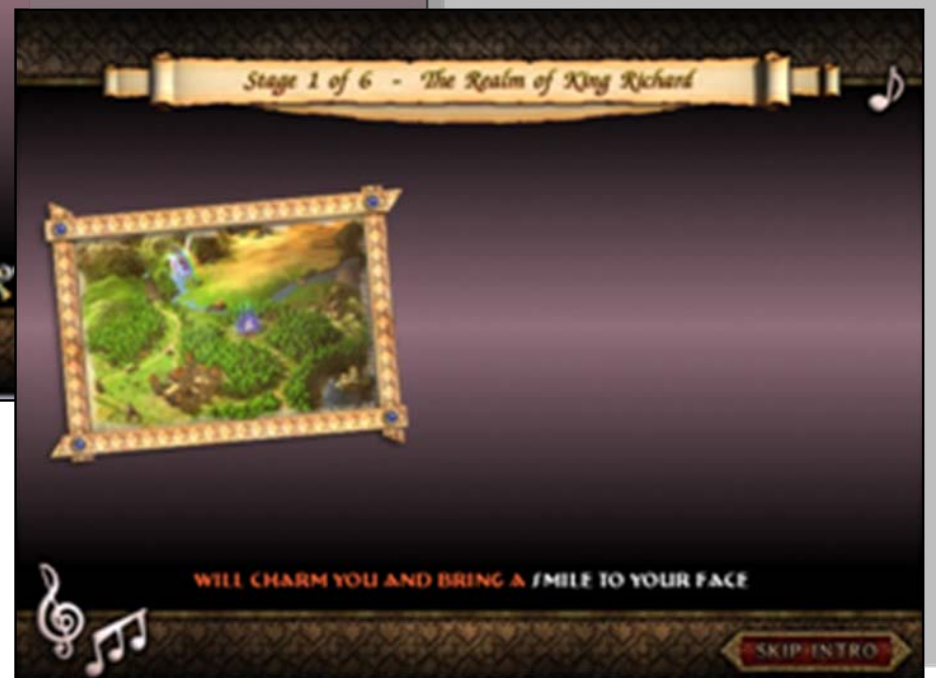 Stage 1 of 6 - The Realm of King Richard
WILL CHARM YOU AND BRING A SMILE TO YOUR FACE
SKIP INTRO